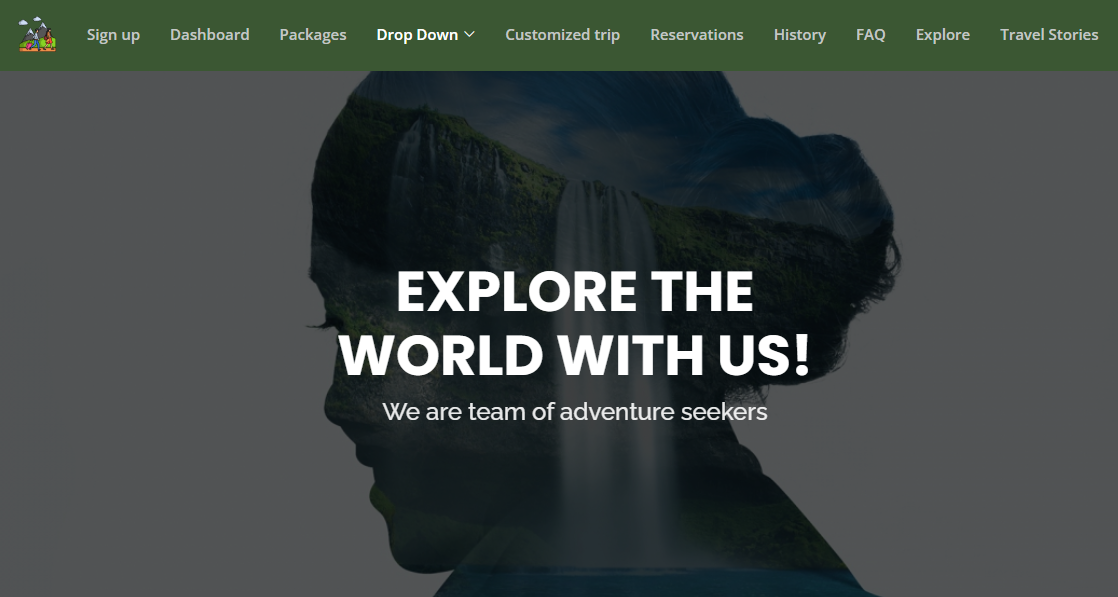 Sign up Dashboard Packages Drop Down Customized trip Reservations History FAQ Explore Travel Stories
EXPLORE THE
WORLD WITH US!
We are team of adventure seekers